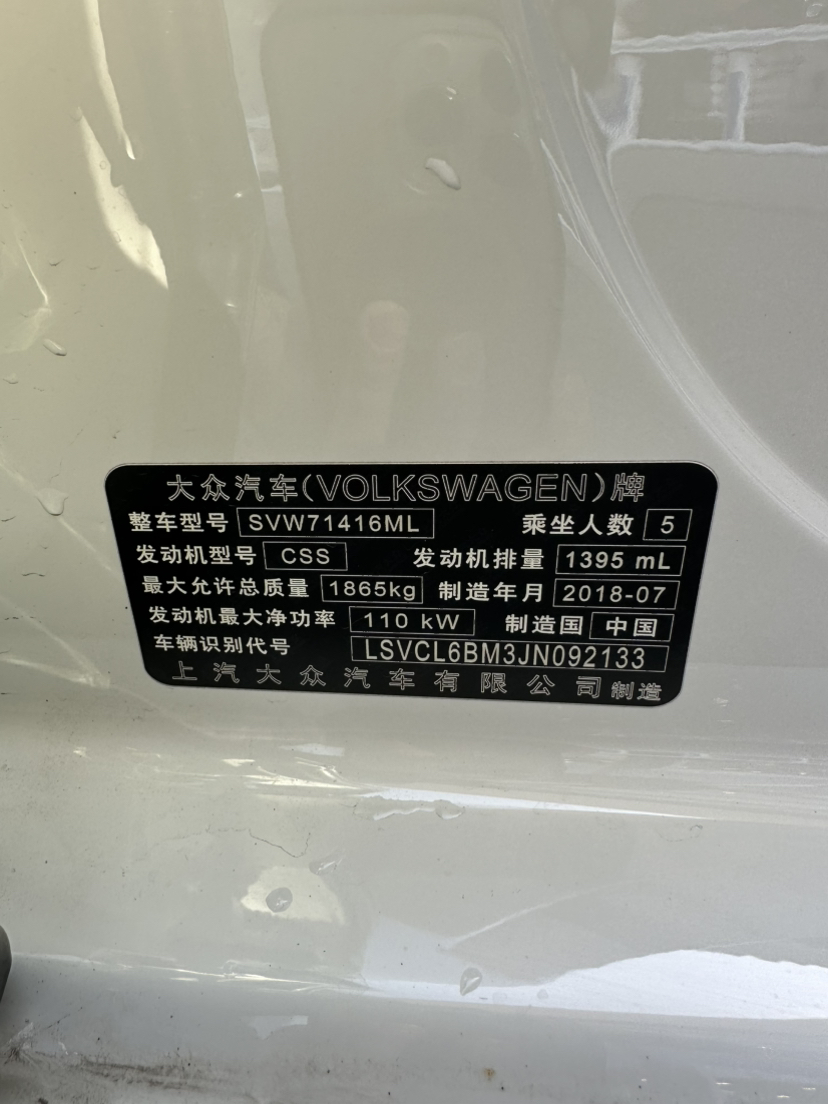 大众汽车(VOLKSWAGEN)牌
整车型号 SVW71416ML 乘坐人数 5
发动机型号 CSS 发动机排量 1395 mL
最大允许总质量 1865kg 制造年月 2018-07
发动机最大净功率 110 kW 制造国 中国
车辆识别代号 LSVCL6BM3JN092133
上汽大众汽车有限公司 制造